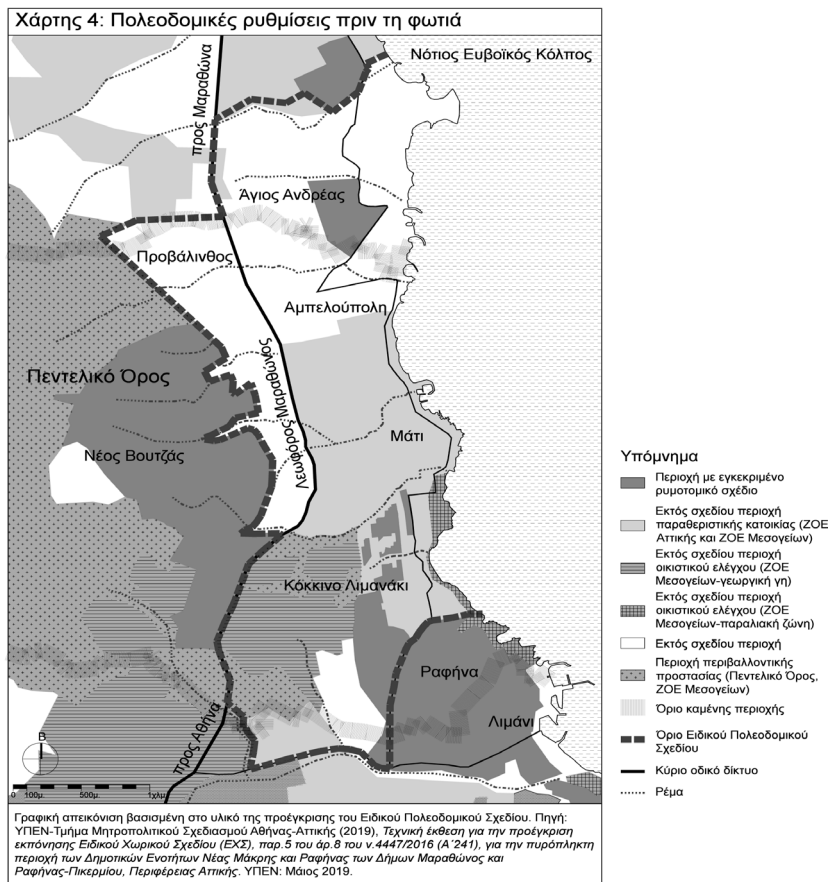 Χάρτης 4: Πολεοδομικές ρυθμίσεις πριν τη φωτιά
Νότιος Ευβοϊκός Κόλπος
προς Μαραθώνα
Άγιος Ανδρέας
Προβάλινθος
Αμπελούπολη
Πεντελικό Όρος
Λεωφόρος Μαραθώνος
Μάτι
Νέος Βουτζάς
Κόκκινο Λιμανάκι
Ραφήνα
Λιμάνι
προς Αθήνα
Β
0 100μ. 500μ. 1χλμ.
Υπόμνημα
Περιοχή με εγκεκριμένο
ρυμοτομικό σχέδιο
Εκτός σχεδίου περιοχή
παραθεριστικής κατοικίας (ΖΟΕ
Αττικής και ΖΟΕ Μεσογείων)
Εκτός σχεδίου περιοχή
οικιστικού ελέγχου (ΖΟΕ
Μεσογείων-γεωργική γη)
Εκτός σχεδίου περιοχή
οικιστικού ελέγχου (ΖΟΕ
Μεσογείων-παραλιακή ζώνη)
Εκτός σχεδίου περιοχή
Περιοχή περιβαλλοντικής
προστασίας (Πεντελικό Όρος,
ΖΟΕ Μεσογείων)
Όριο καμένης περιοχής
Όριο Ειδικού Πολεοδομικού
Σχεδίου
Κύριο οδικό δίκτυο
Ρέμα
Γραφική απεικόνιση βασισμένη στο υλικό της προέγκρισης του Ειδικού Πολεοδομικού Σχεδίου. Πηγή:
ΥΠΕΝ-Τμήμα Μητροπολιτικού Σχεδιασμού Αθήνας-Αττικής (2019), Τεχνική έκθεση για την προέγκριση
εκπόνησης Ειδικού Χωρικού Σχεδίου (ΕΧΣ), παρ.5 του άρ.8 του ν.4447/2016 (Α΄241), για την πυρόπληκτη
περιοχή των Δημοτικών Ενοτήτων Νέας Μάκρης και Ραφήνας των Δήμων Μαραθώνος και
Ραφήνας-Πικερμίου, Περιφέρειας Αττικής. ΥΠΕΝ: Μάιος 2019.